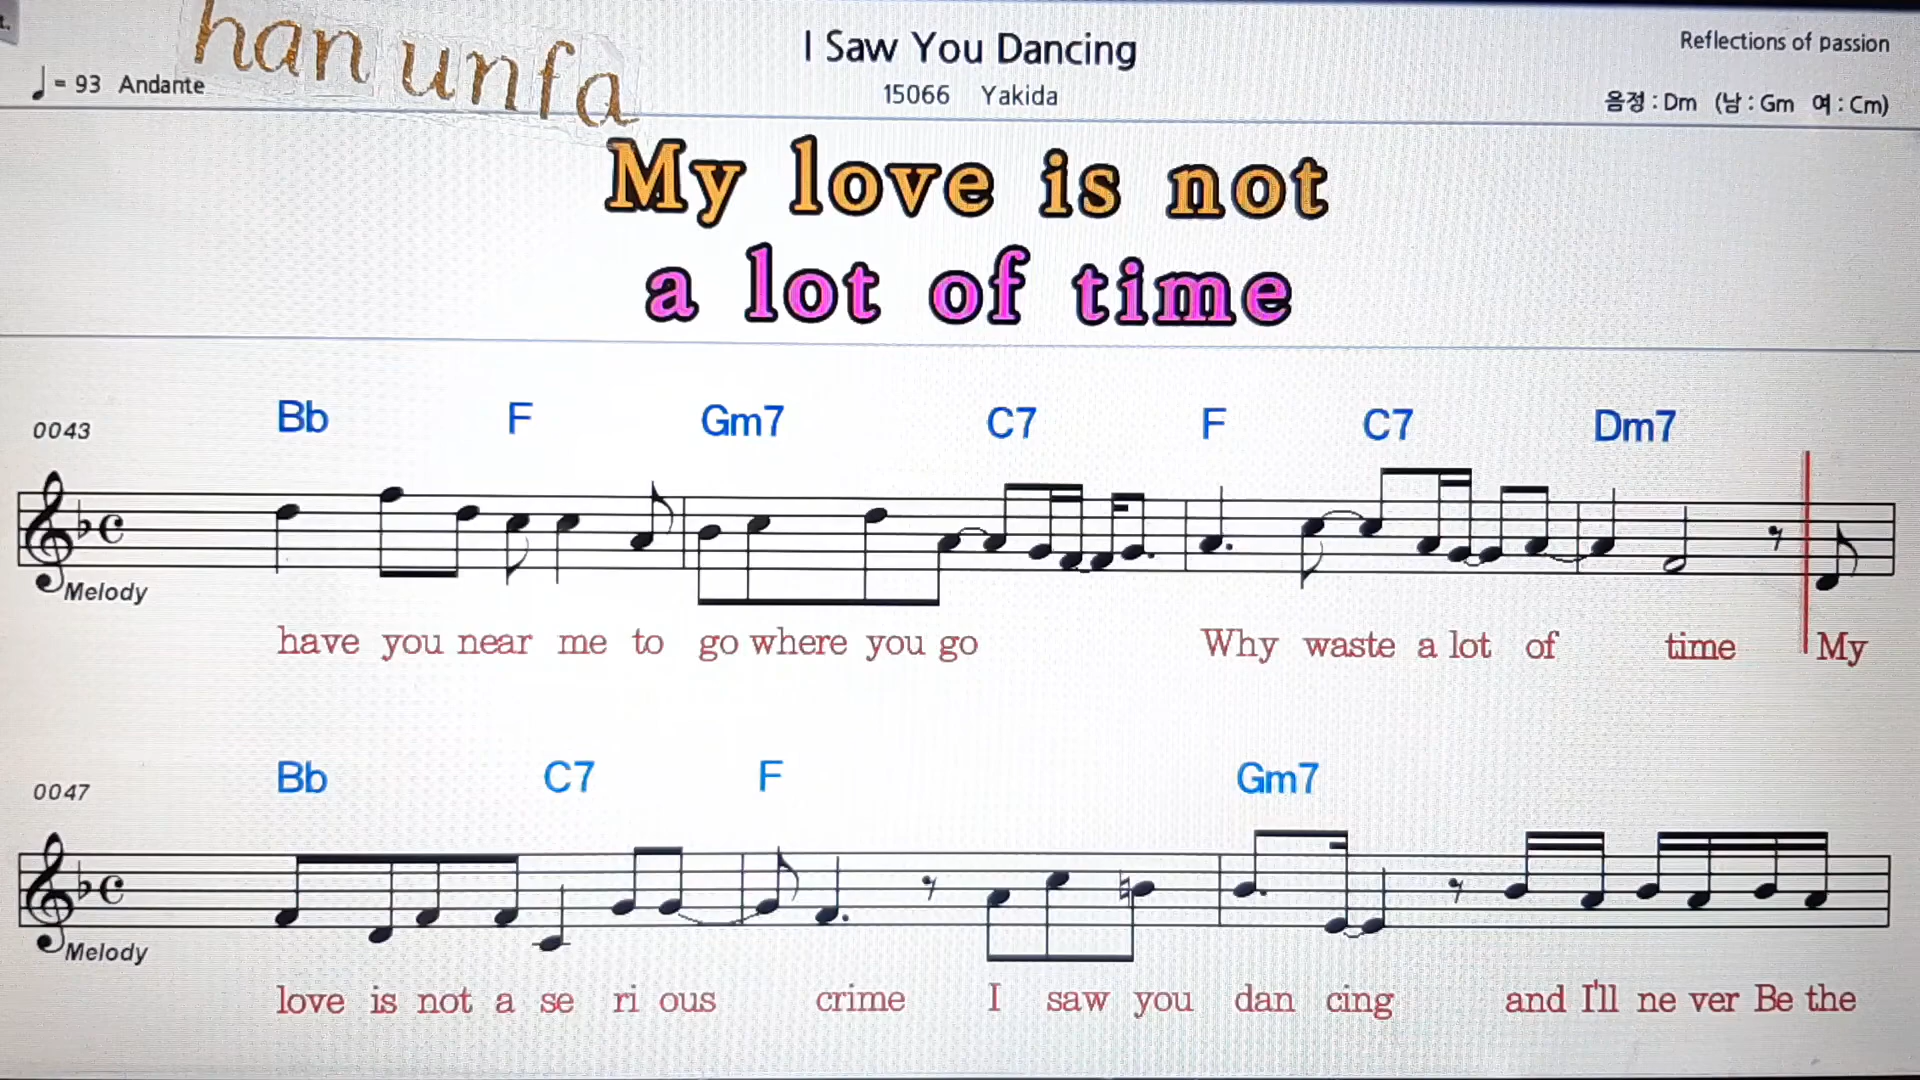 han unfa
I Saw You Dancing
Reflections of passion
= 93 Andante
15066 Yakida
음정 : Dm (남 : Gm 여 : Cm)
My love is not
a lot of time
0043 Bb F Gm7 C7 F C7 Dm7
Melody
have you near me to go where you go Why waste a lot of time My
0047 Bb C7 F Gm7
Melody
love is not a se ri ous crime I saw you dan cing and I'll ne ver Be the